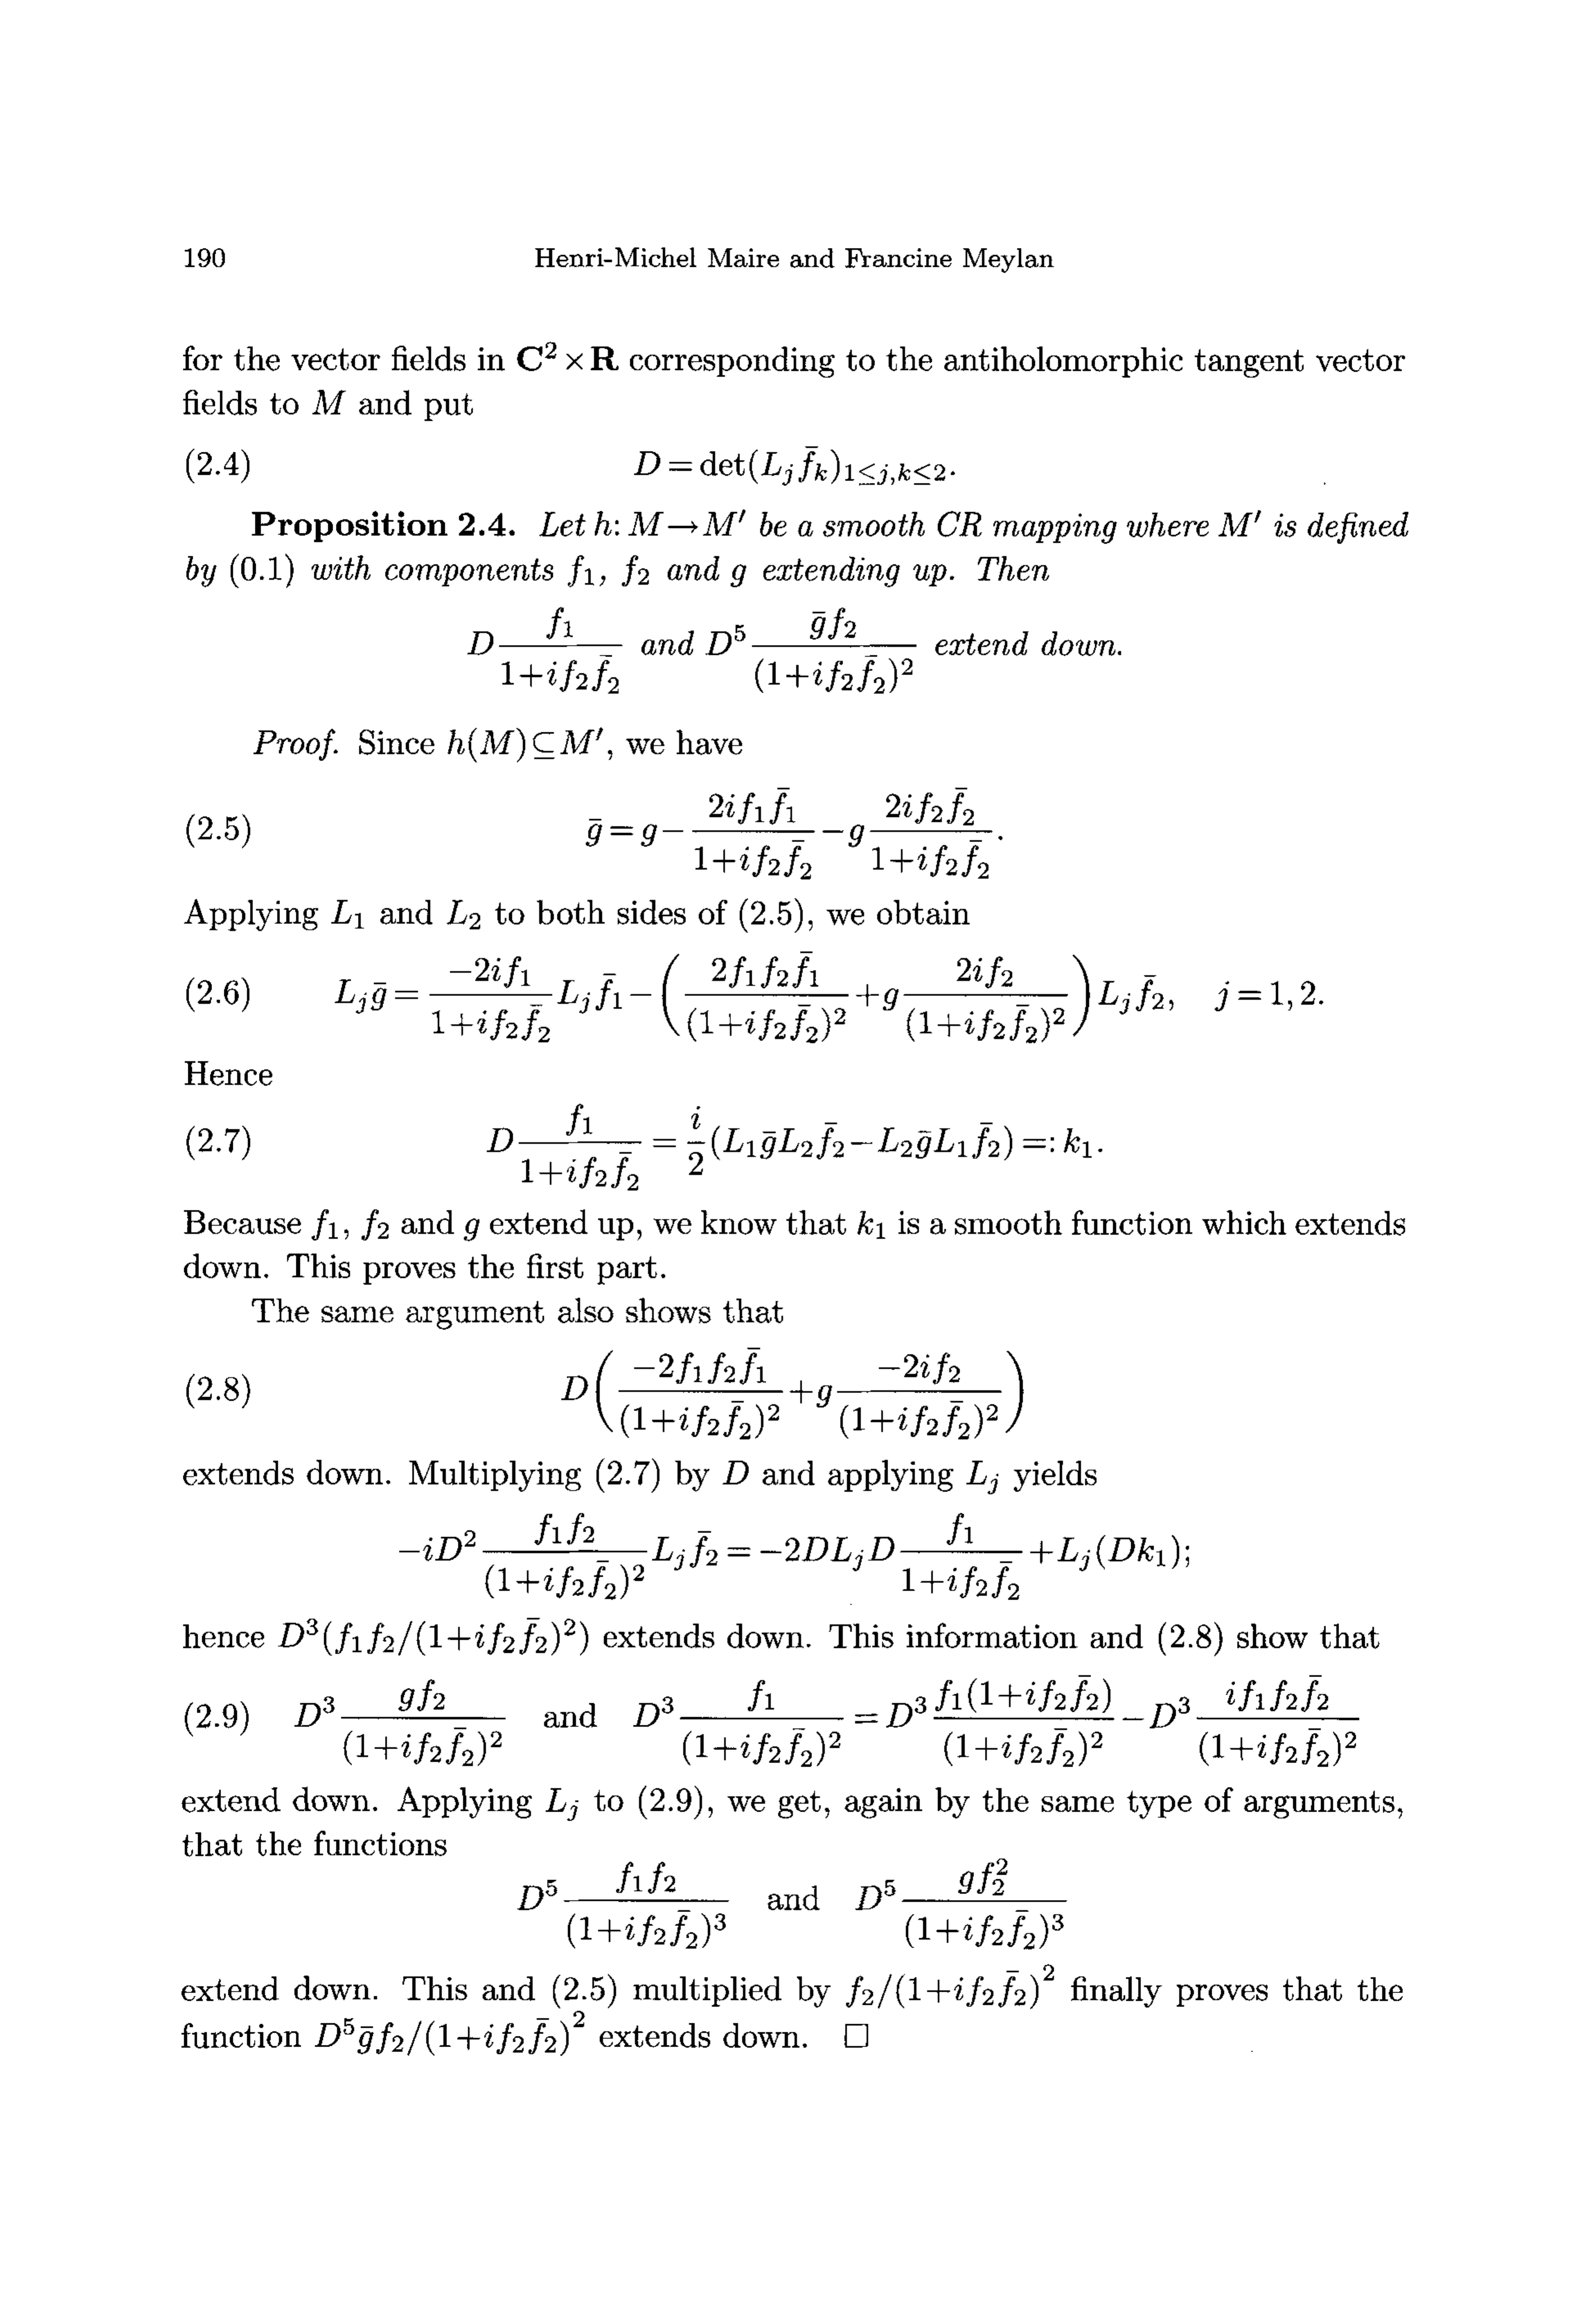 190 Henri-Michel Maire and Francine Meylan
for the vector fields in $\mathbf{C}^2 \times \mathbf{R}$ corresponding to the antiholomorphic tangent vector
fields to $M$ and put
(2.4) $D = \det(L_j \bar{f}_k)_{1 \leq j,k \leq 2}.$
Proposition 2.4. Let $h: M \to M'$ be a smooth CR mapping where $M'$ is defined
by (0.1) with components $f_1$, $f_2$ and $g$ extending up. Then
$D \frac{f_1}{1+if_2\bar{f}_2}$ and $D^5 \frac{\bar{g}f_2}{(1+if_2\bar{f}_2)^2}$ extend down.
Proof. Since $h(M) \subseteq M'$, we have
(2.5) $\bar{g} = g - \frac{2if_1\bar{f}_1}{1+if_2\bar{f}_2} - g\frac{2if_2\bar{f}_2}{1+if_2\bar{f}_2}.$
Applying $L_1$ and $L_2$ to both sides of (2.5), we obtain
(2.6) $L_j\bar{g} = \frac{-2if_1}{1+if_2\bar{f}_2} L_j\bar{f}_1 - \left( \frac{2f_1f_2\bar{f}_1}{(1+if_2\bar{f}_2)^2} + g\frac{2if_2}{(1+if_2\bar{f}_2)^2} \right) L_j\bar{f}_2, \quad j=1,2.$
Hence
(2.7) $D \frac{f_1}{1+if_2\bar{f}_2} = \frac{i}{2}(L_1\bar{g}L_2\bar{f}_2 - L_2\bar{g}L_1\bar{f}_2) =: k_1.$
Because $f_1$, $f_2$ and $g$ extend up, we know that $k_1$ is a smooth function which extends
down. This proves the first part.
The same argument also shows that
(2.8) $D \left( \frac{-2f_1f_2\bar{f}_1}{(1+if_2\bar{f}_2)^2} + g\frac{-2if_2}{(1+if_2\bar{f}_2)^2} \right)$
extends down. Multiplying (2.7) by $D$ and applying $L_j$ yields
$-iD^2 \frac{f_1f_2}{(1+if_2\bar{f}_2)^2} L_j\bar{f}_2 = -2DL_jD\frac{f_1}{1+if_2\bar{f}_2} + L_j(Dk_1);$
hence $D^3(f_1f_2/(1+if_2\bar{f}_2)^2)$ extends down. This information and (2.8) show that
(2.9) $D^3 \frac{gf_2}{(1+if_2\bar{f}_2)^2}$ and $D^3 \frac{f_1}{(1+if_2\bar{f}_2)^2} = D^3 \frac{f_1(1+if_2\bar{f}_2)}{(1+if_2\bar{f}_2)^2} - D^3 \frac{if_1f_2\bar{f}_2}{(1+if_2\bar{f}_2)^2}$
extend down. Applying $L_j$ to (2.9), we get, again by the same type of arguments,
that the functions
$D^5 \frac{f_1f_2}{(1+if_2\bar{f}_2)^3}$ and $D^5 \frac{gf_2^2}{(1+if_2\bar{f}_2)^3}$
extend down. This and (2.5) multiplied by $f_2/(1+if_2\bar{f}_2)^2$ finally proves that the
function $D^5\bar{g}f_2/(1+if_2\bar{f}_2)^2$ extends down. □